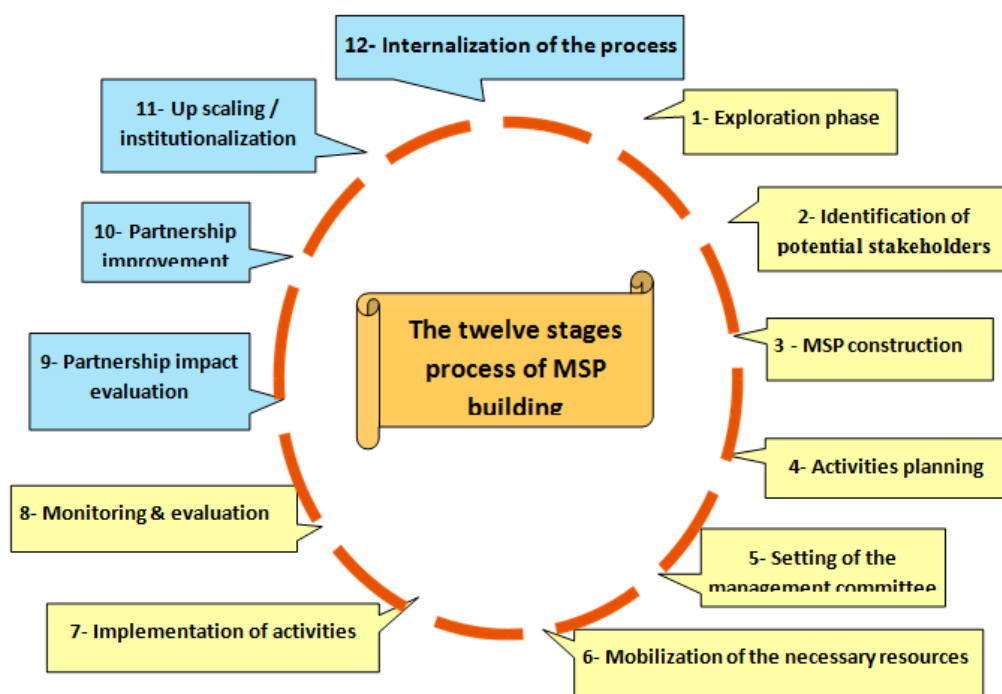 12- Internalization of the process
1- Exploration phase
2- Identification of
potential stakeholders
3 - MSP construction
4- Activities planning
5- Setting of the
management committee
6- Mobilization of the necessary resources
7- Implementation of activities
8- Monitoring & evaluation
9- Partnership impact
evaluation
10- Partnership
improvement
11- Up scaling /
institutionalization
The twelve stages
process of MSP
building